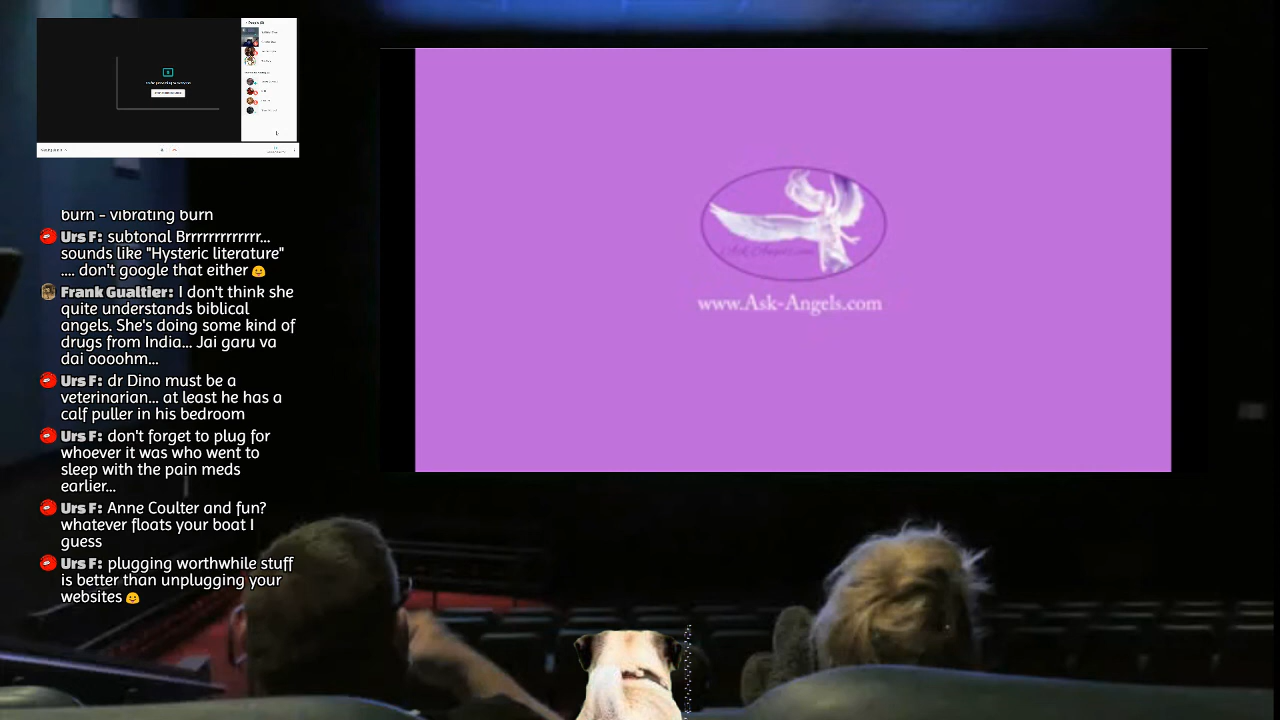 burn - vibrating burn
Urs F: subtonal Brrrrrrrrrrrr...
sounds like "Hysteric literature"
.... don't google that either
Frank Gualtier: I don't think she
quite understands biblical
angels. She's doing some kind of
drugs from India... Jai garu va
dai oooohm...
Urs F: dr Dino must be a
veterinarian... at least he has a
calf puller in his bedroom
Urs F: don't forget to plug for
whoever it was who went to
sleep with the pain meds
earlier...
Urs F: Anne Coulter and fun?
whatever floats your boat I
guess
Urs F: plugging worthwhile stuff
is better than unplugging your
websites
www.Ask-Angels.com